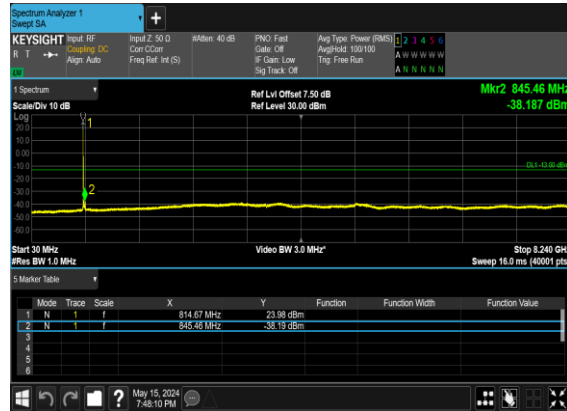 Spectrum Analyzer 1
Swept SA
+
KEYSIGHT Input: RF Input Z: 50 Ω #Atten: 40 dB PNO: Fast Avg Type: Power (RMS) 1 2 3 4 5 6
R T Coupling: DC Corr CCorr Gate: Off Avg|Hold: 100/100 A W W W W W
Align: Auto Freq Ref: Int (S) IF Gain: Low Trig: Free Run
LW Sig Track: Off A N N N N N
1 Spectrum Ref Lvl Offset 7.50 dB Mkr2 845.46 MHz
Scale/Div 10 dB Ref Level 30.00 dBm -38.187 dBm
Log
20.0 1
10.0
0.00
-10.0 DL1 -13.00 dBm
-20.0
-30.0 2
-40.0
-50.0
-60.0
Start 30 MHz Video BW 3.0 MHz* Stop 8.240 GHz
#Res BW 1.0 MHz Sweep 16.0 ms (40001 pts)
5 Marker Table
Mode Trace Scale X Y Function Function Width Function Value
1 N 1 f 814.67 MHz 23.98 dBm
2 N 1 f 845.46 MHz -38.19 dBm
3
4
5
6
? May 15, 2024
7:48:10 PM